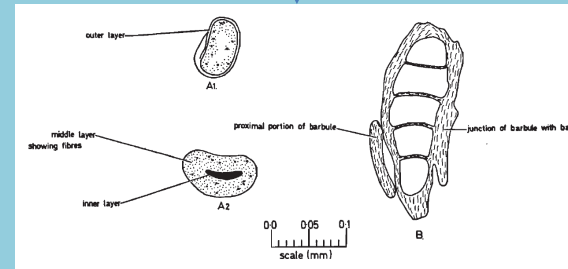 outer layer
A1.
proximal portion of barbule
junction of barbule with ba
middle layer
showing fibres
inner layer
A2
B.
0·0 0·05 0·1
scale (mm)